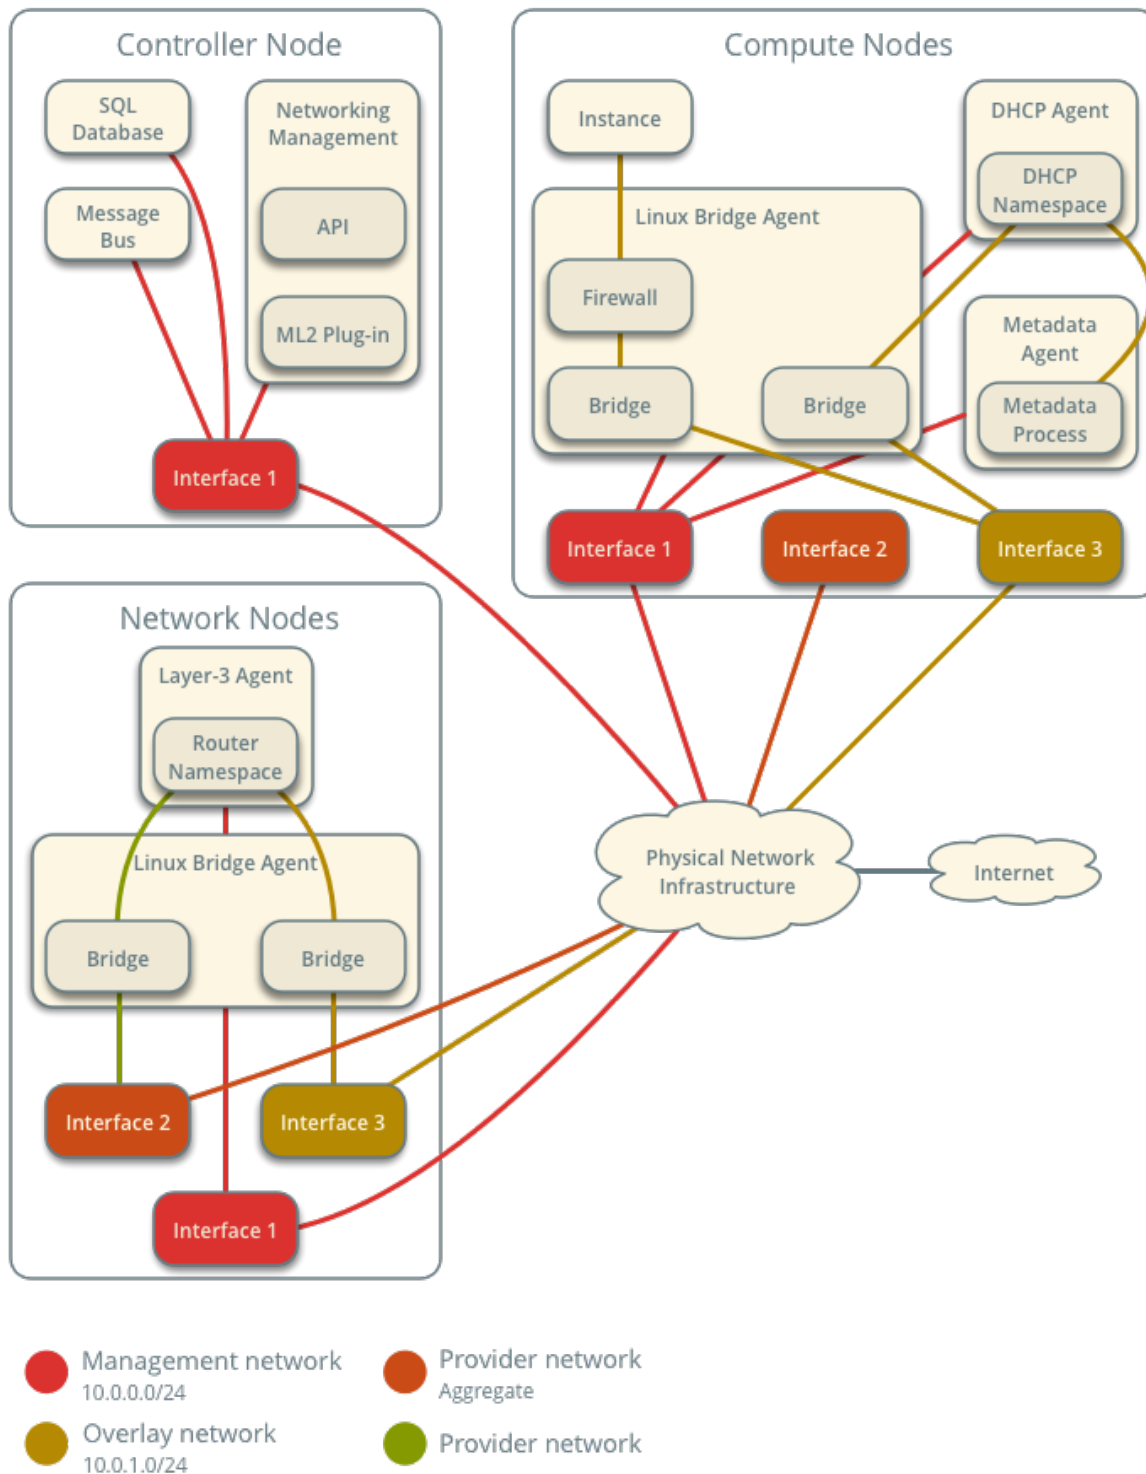 Controller Node
SQL
Database
Networking
Management
Message
Bus
API
ML2 Plug-in
Interface 1
Compute Nodes
Instance
DHCP Agent
DHCP
Namespace
Linux Bridge Agent
Firewall
Metadata
Agent
Bridge
Bridge
Metadata
Process
Interface 1
Interface 2
Interface 3
Network Nodes
Layer-3 Agent
Router
Namespace
Linux Bridge Agent
Bridge
Bridge
Interface 2
Interface 3
Interface 1
Physical Network
Infrastructure
Internet
Management network
10.0.0.0/24
Provider network
Aggregate
Overlay network
10.0.1.0/24
Provider network